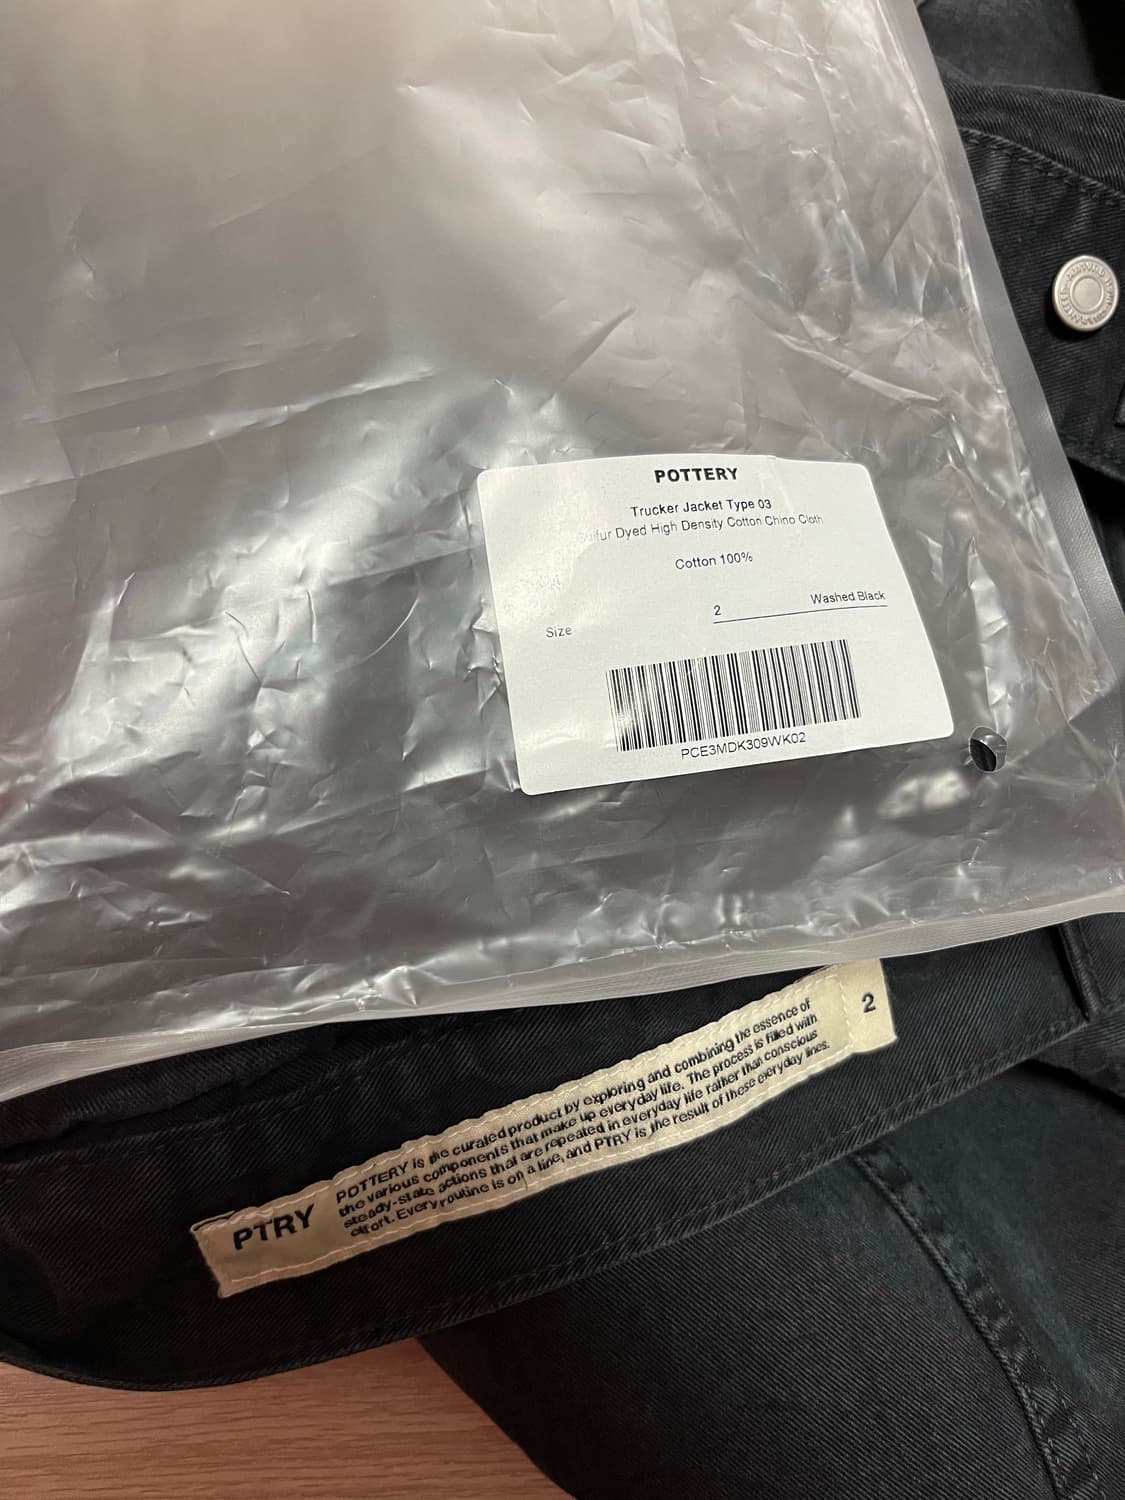 POTTERY
Trucker Jacket Type 03
Sulfur Dyed High Density Cotton Chino Cloth
Cotton 100%
Size 2 Washed Black
PCE3MDK309WK02
PTRY
POTTERY is the curated product by exploring and combining the essence of
the various components that make up everyday life. The process is filled with
steady-state actions that are repeated in everyday life rather than conscious
effort. Every routine is on a line, and PTRY is the result of these everyday lines.
2